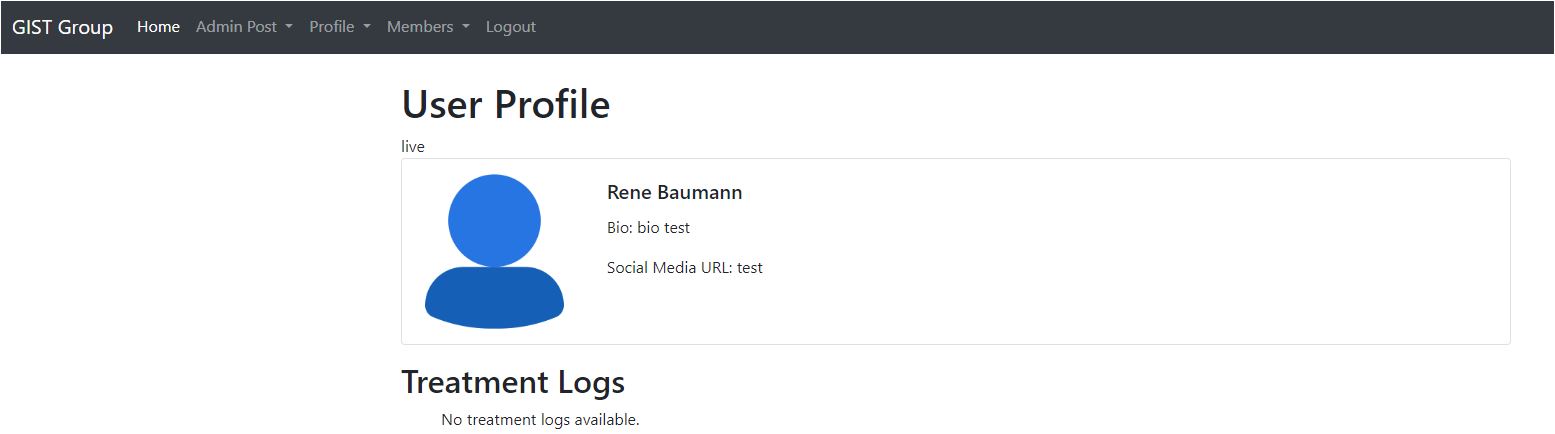 GIST Group Home Admin Post Profile Members Logout
User Profile
live
Rene Baumann
Bio: bio test
Social Media URL: test
Treatment Logs
No treatment logs available.